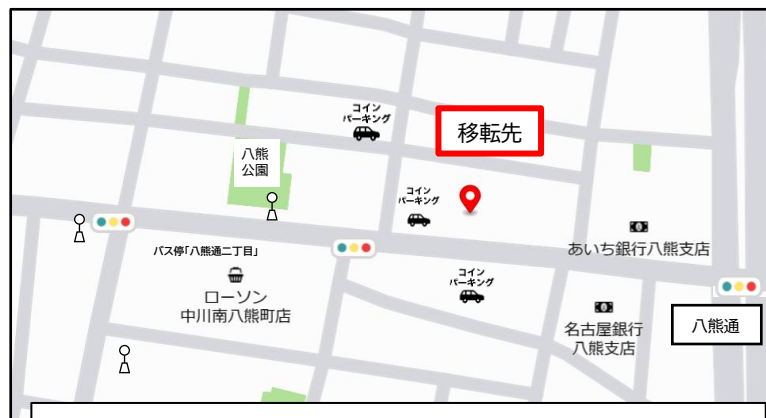 コイン
パーキング
移転先
八熊
公園
コイン
パーキング
あいち銀行八熊支店
バス停「八熊通二丁目」
コイン
パーキング
ローソン
中川南八熊町店
名古屋銀行
八熊支店
八熊通